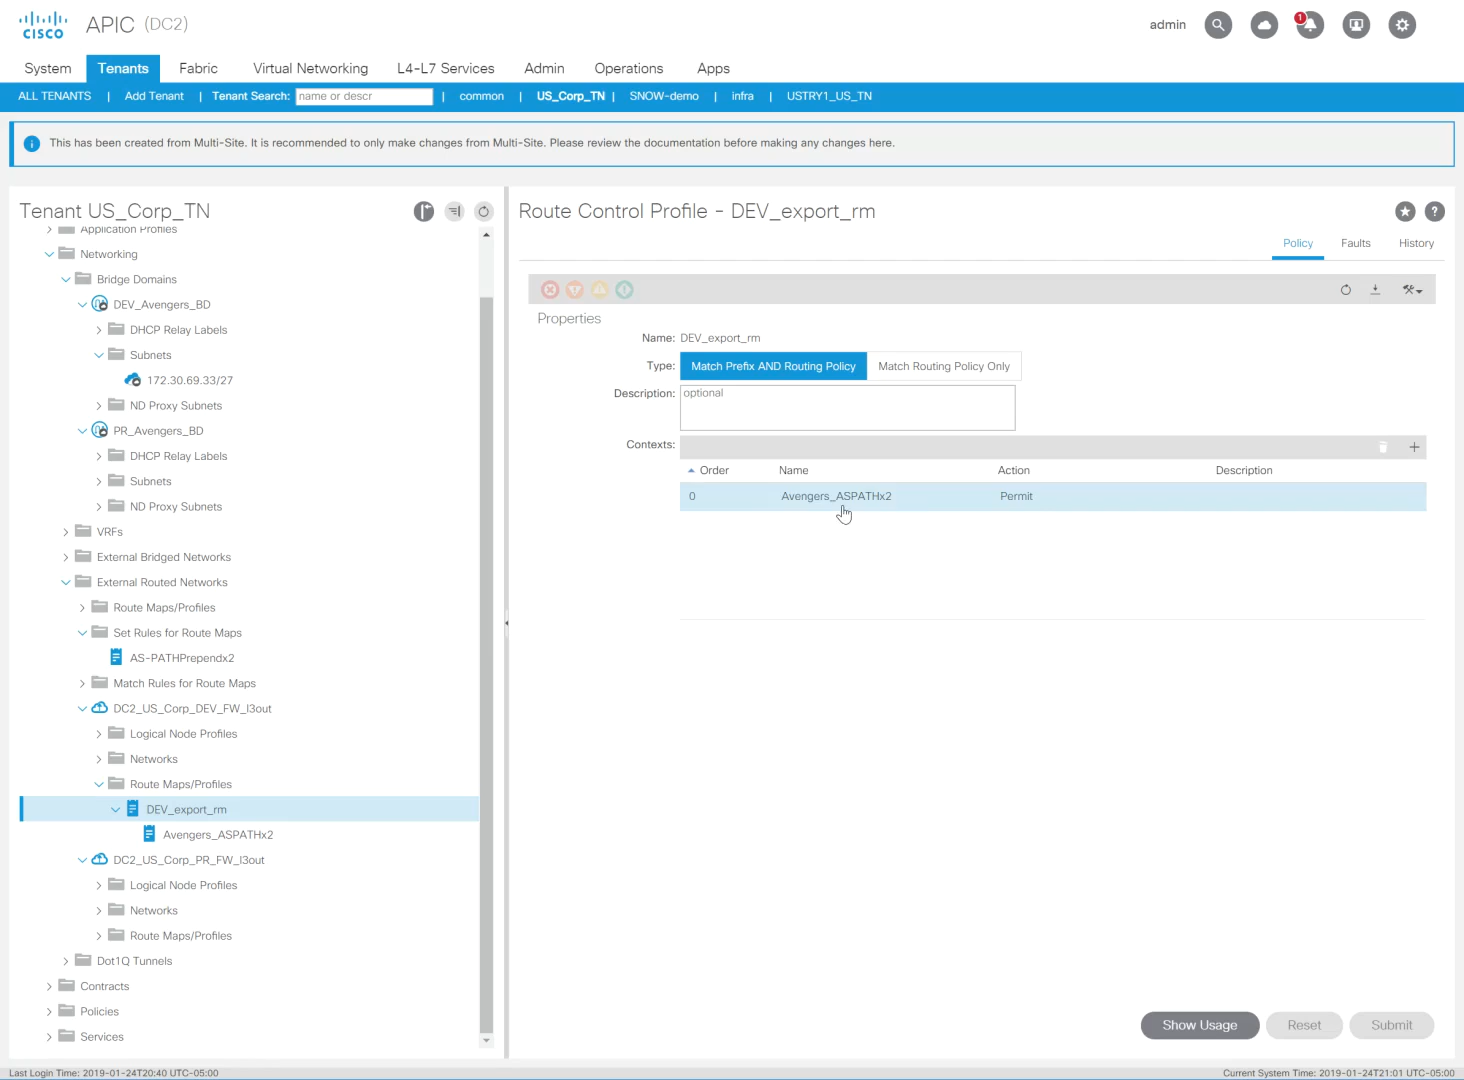 cisco APIC (DC2) admin 1
System Tenants Fabric Virtual Networking L4-L7 Services Admin Operations Apps
ALL TENANTS | Add Tenant | Tenant Search: name or descr | common | US_Corp_TN | SNOW-demo | infra | USTRY1_US_TN
This has been created from Multi-Site. It is recommended to only make changes from Multi-Site. Please review the documentation before making any changes here.
Tenant US_Corp_TN
Application Profiles
Networking
Bridge Domains
DEV_Avengers_BD
DHCP Relay Labels
Subnets
172.30.69.33/27
ND Proxy Subnets
PR_Avengers_BD
DHCP Relay Labels
Subnets
ND Proxy Subnets
VRFs
External Bridged Networks
External Routed Networks
Route Maps/Profiles
Set Rules for Route Maps
AS-PATHPrependx2
Match Rules for Route Maps
DC2_US_Corp_DEV_FW_l3out
Logical Node Profiles
Networks
Route Maps/Profiles
DEV_export_rm
Avengers_ASPATHx2
DC2_US_Corp_PR_FW_l3out
Logical Node Profiles
Networks
Route Maps/Profiles
Dot1Q Tunnels
Contracts
Policies
Services
Route Control Profile - DEV_export_rm
Policy Faults History
Properties
Name: DEV_export_rm
Type: Match Prefix AND Routing Policy Match Routing Policy Only
Description: optional
Contexts:
Order Name Action Description
0 Avengers_ASPATHx2 Permit
Show Usage Reset Submit
Last Login Time: 2019-01-24T20:40 UTC-05:00
Current System Time: 2019-01-24T21:01 UTC-05:00